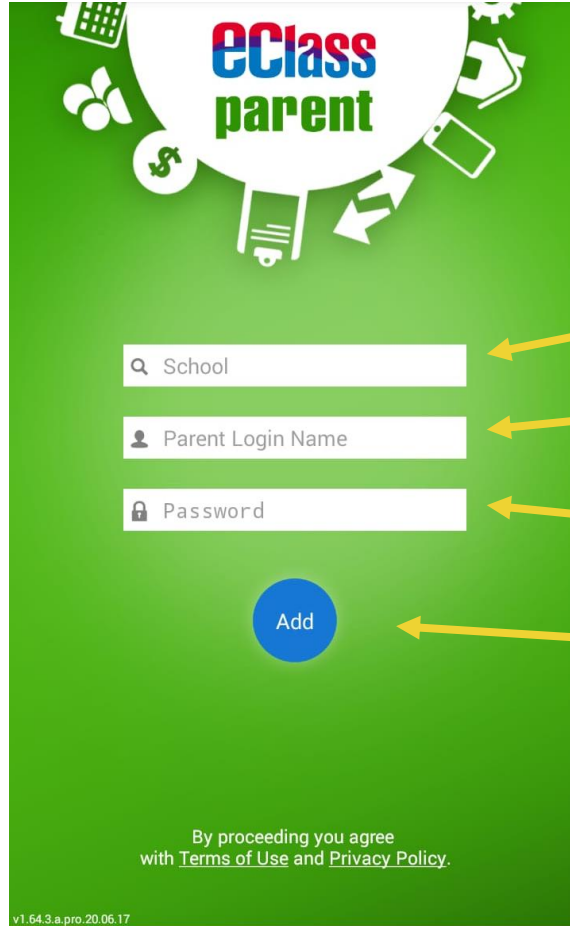 eClass
parent
$
School
Parent Login Name
Password
Add
By proceeding you agree
with Terms of Use and Privacy Policy.
v1.64.3.a.pro.20.06.17